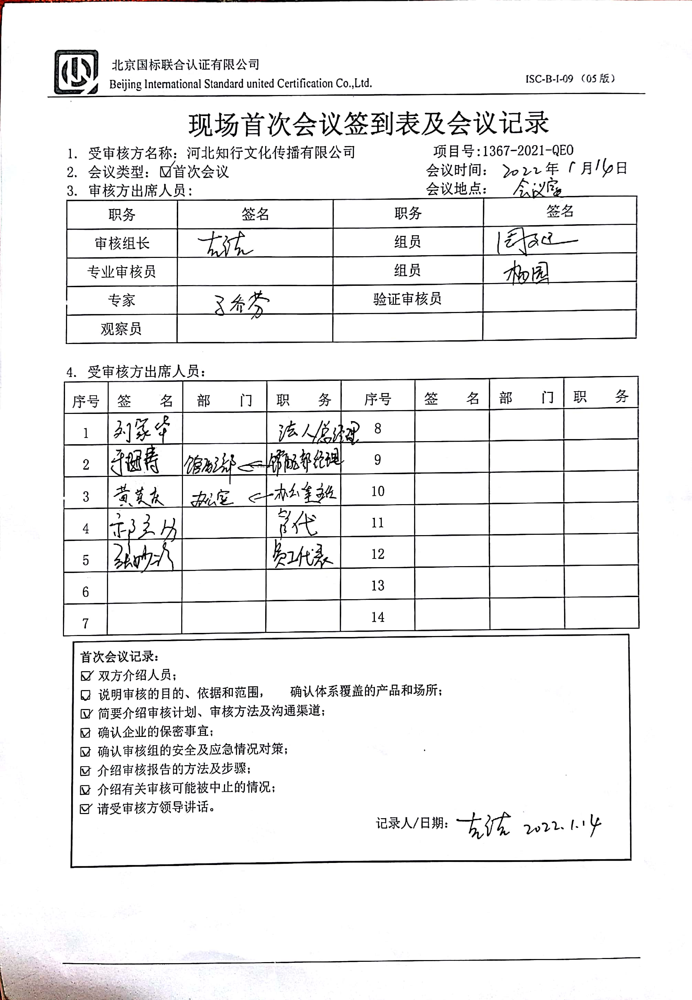 北京国标联合认证有限公司
Beijing International Standard united Certification Co.,Ltd.
ISC-B-I-09（05版）
现场首次会议签到表及会议记录
1. 受审核方名称：河北知行文化传播有限公司 项目号:1367-2021-QEO
2. 会议类型：☑首次会议 会议时间： 2022年1月14日
3. 审核方出席人员： 会议地点： 会议室
职务 签名 职务 签名
审核组长 组员
专业审核员 组员 杨园
专家 验证审核员
观察员
4. 受审核方出席人员：
序号 签 名 部 门 职 务 序号 签 名 部 门 职 务
1 刘家华 法人/总经理 8
2 馆配部 ← 馆配部经理 9
3 办公室 ← 办公室主任 10
4 管代 11
5 员工代表 12
6 13
7 14
首次会议记录：
☑ 双方介绍人员；
☑ 说明审核的目的、依据和范围， 确认体系覆盖的产品和场所；
☑ 简要介绍审核计划、审核方法及沟通渠道；
☑ 确认企业的保密事宜；
☑ 确认审核组的安全及应急情况对策；
☑ 介绍审核报告的方法及步骤；
☑ 介绍有关审核可能被中止的情况；
☑ 请受审核方领导讲话。
记录人/日期： 2022.1.14